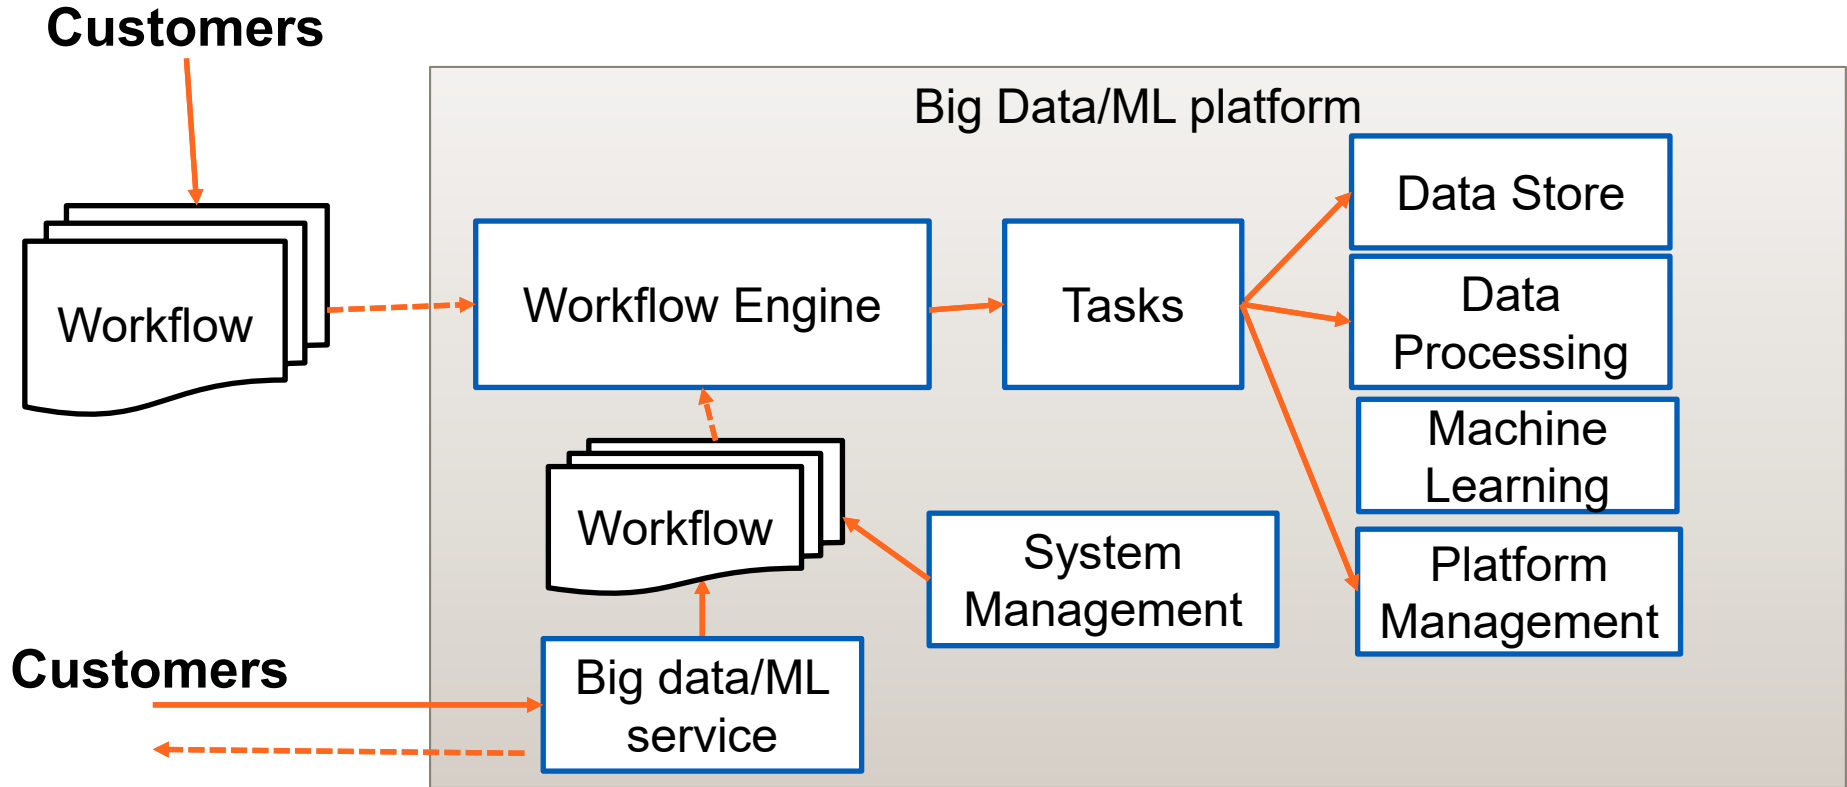 Customers
Big Data/ML platform
Data Store
Workflow
Workflow Engine
Tasks
Data
Processing
Machine
Learning
Workflow
System
Management
Platform
Management
Customers
Big data/ML
service